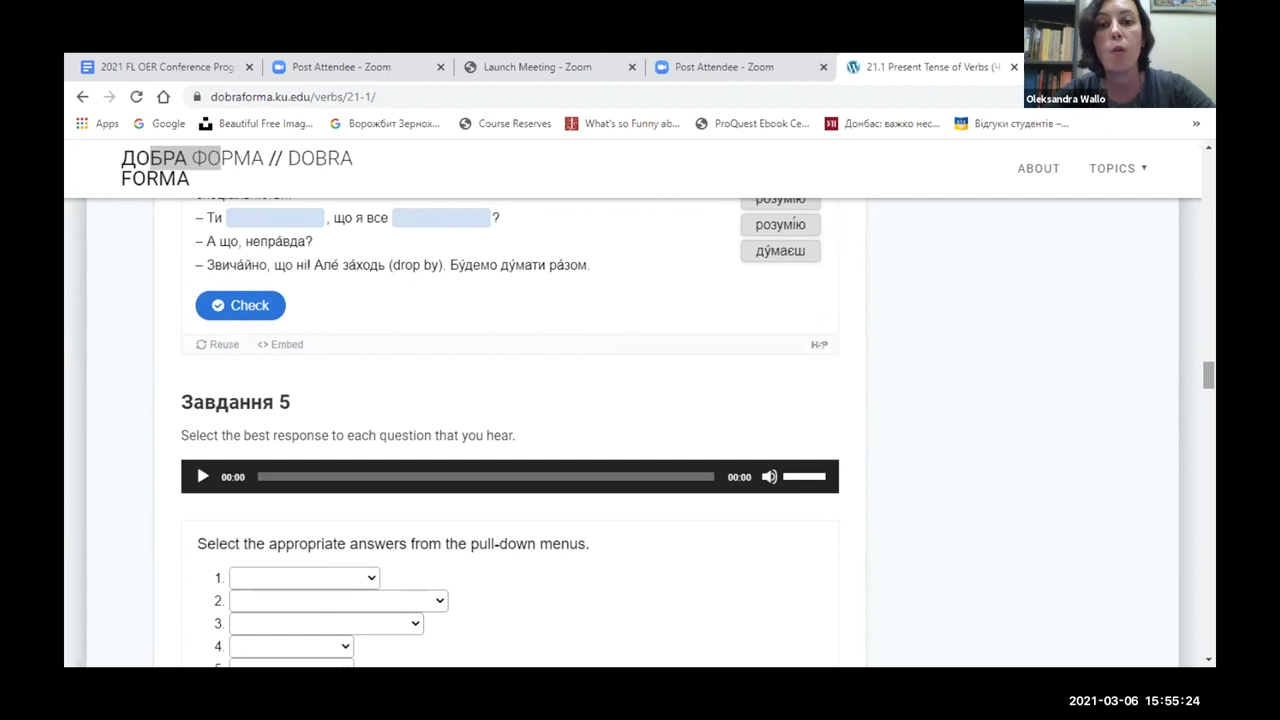 2021 FL OER Conference Prog
Post Attendee - Zoom
Launch Meeting - Zoom
Post Attendee - Zoom
21.1 Present Tense of Verbs (Ч
dobraforma.ku.edu/verbs/21-1/
Oleksandra Wallo
Apps
Google
Beautiful Free Imag...
Ворожбит Зернох...
Course Reserves
What's so Funny ab...
ProQuest Ebook Ce...
Донбас: важко нес...
Відгуки студентів –...
»
ДОБРА ФОРМА // DOBRA
FORMA
ABOUT
TOPICS
розумію
– Ти , що я все ?
розумі́ю
– А що, непра́вда?
ду́маєш
– Звича́йно, що ні! Але́ за́ходь (drop by). Бу́демо ду́мати ра́зом.
Check
Reuse
<> Embed
H-P
Завдання 5
Select the best response to each question that you hear.
00:00
00:00
Select the appropriate answers from the pull-down menus.
1.
2.
3.
4.
2021-03-06 15:55:24